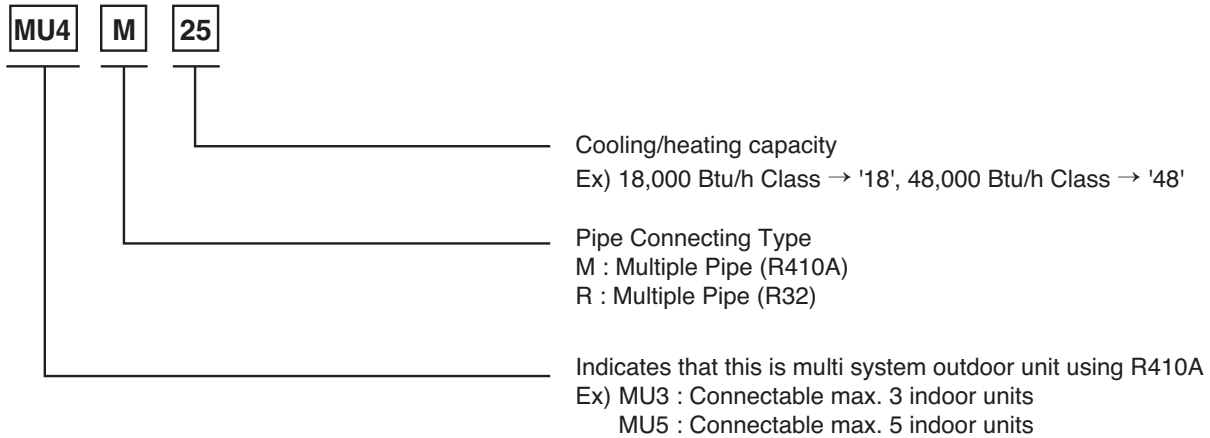 MU4 M 25
Cooling/heating capacity
Ex) 18,000 Btu/h Class → '18', 48,000 Btu/h Class → '48'
Pipe Connecting Type
M : Multiple Pipe (R410A)
R : Multiple Pipe (R32)
Indicates that this is multi system outdoor unit using R410A
Ex) MU3 : Connectable max. 3 indoor units
MU5 : Connectable max. 5 indoor units